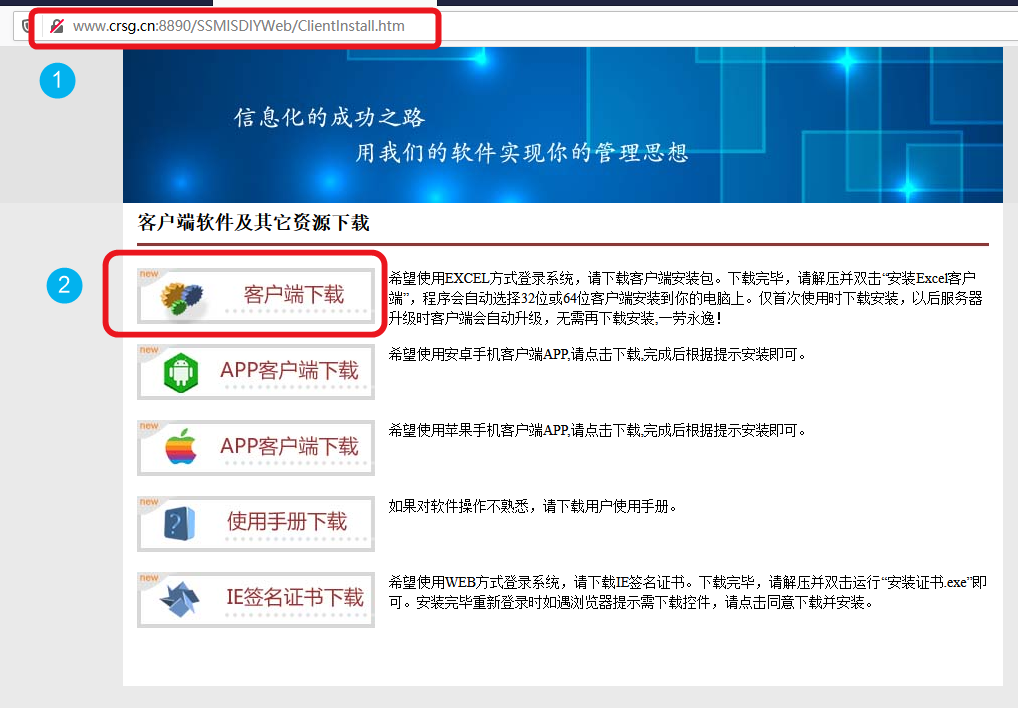 www.crsg.cn:8890/SSMISDIYWeb/ClientInstall.htm
1
信息化的成功之路
用我们的软件实现你的管理思想
客户端软件及其它资源下载
2
new
客户端下载
希望使用EXCEL方式登录系统，请下载客户端安装包。下载完毕，请解压并双击“安装Excel客户
端”，程序会自动选择32位或64位客户端安装到你的电脑上。仅首次使用时下载安装，以后服务器
升级时客户端会自动升级，无需再下载安装,一劳永逸！
new
APP客户端下载
希望使用安卓手机客户端APP,请点击下载,完成后根据提示安装即可。
new
APP客户端下载
希望使用苹果手机客户端APP,请点击下载,完成后根据提示安装即可。
new
?
使用手册下载
如果对软件操作不熟悉，请下载用户使用手册。
new
IE签名证书下载
希望使用WEB方式登录系统，请下载IE签名证书。下载完毕，请解压并双击运行“安装证书.exe”即
可。安装完毕重新登录时如遇浏览器提示需下载控件，请点击同意下载并安装。